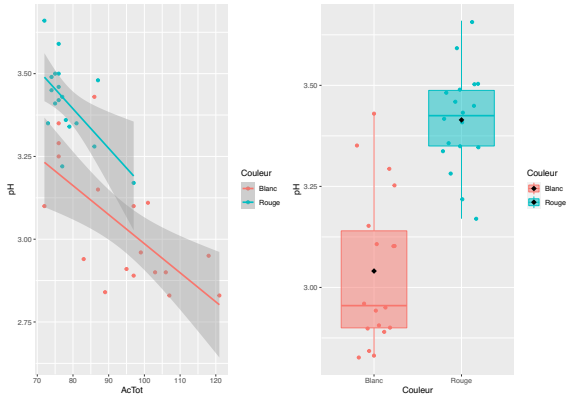 3.50
3.25
3.00
2.75
pH
70
80
90
100
110
120
AcTot
Couleur
Blanc
Rouge
3.50
3.25
3.00
pH
Blanc
Rouge
Couleur
Couleur
Blanc
Rouge